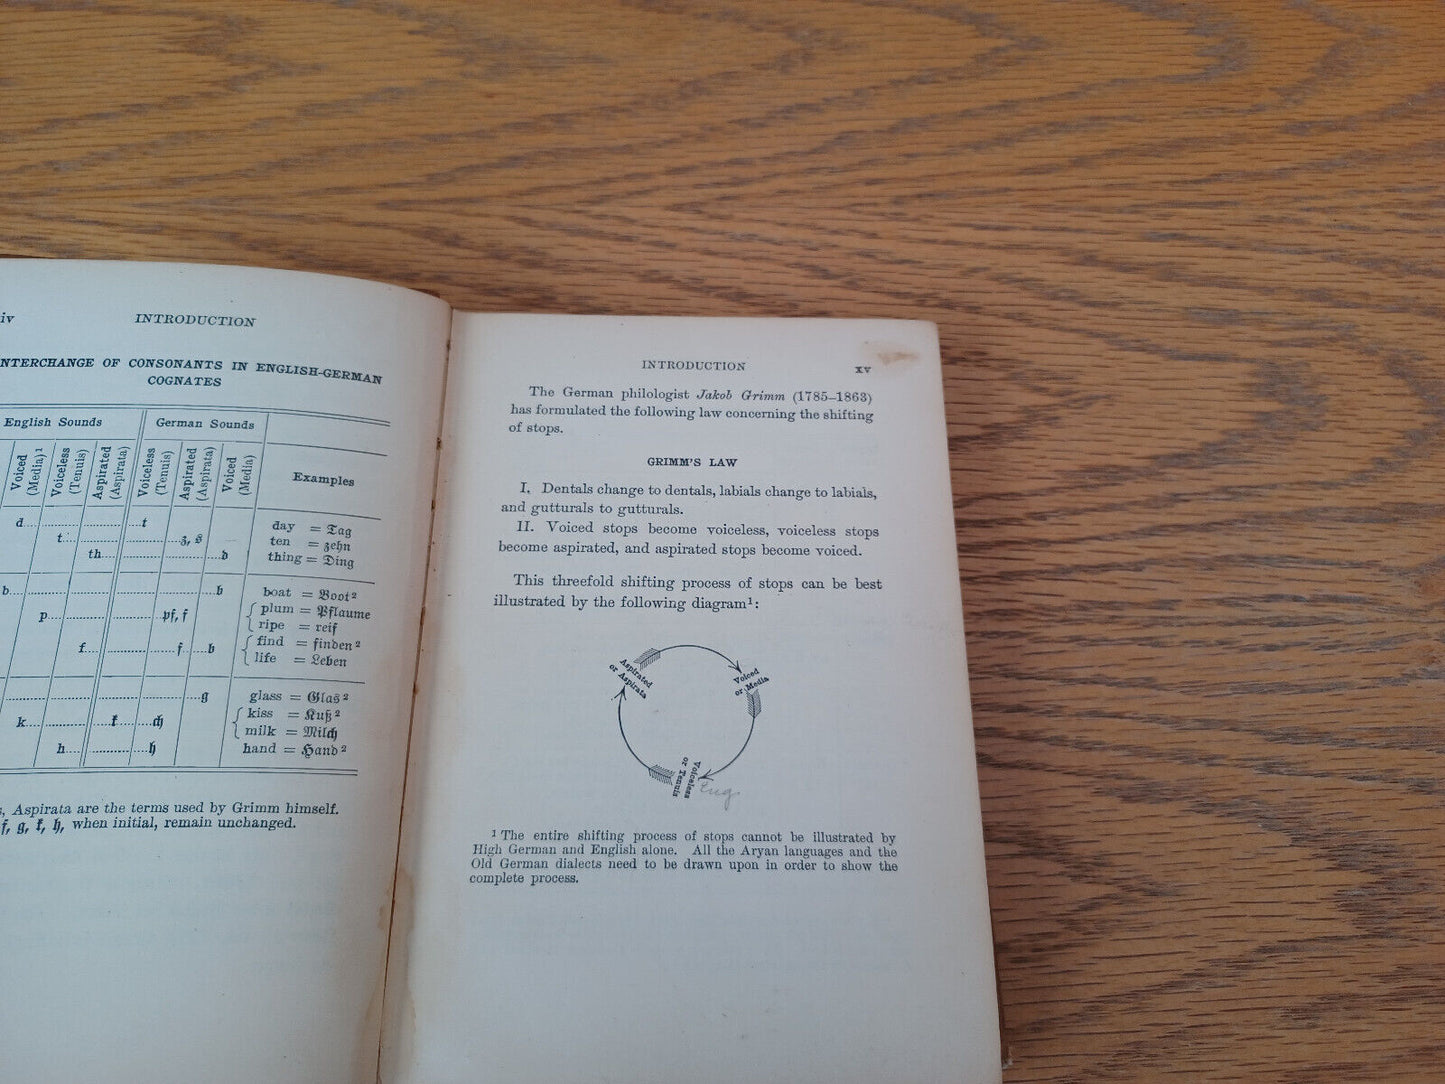 iv INTRODUCTION
NTERCHANGE OF CONSONANTS IN ENGLISH-GERMAN
COGNATES
English Sounds German Sounds
Voiced (Media)¹ Voiceless (Tenuis) Aspirated (Aspirata) Voiceless (Tenuis) Aspirated (Aspirata) Voiced (Media) Examples
d t day = Tag
t z, s ten = zehn
th d thing = Ding
b b boat = Boot²
p pf, f plum = Pflaume
ripe = reif
f f b find = finden²
life = Leben
g glass = Glas²
k k ch kiss = Kuß²
milk = Milch
h h hand = Hand²
, Aspirata are the terms used by Grimm himself.
f, g, k, h, when initial, remain unchanged.
INTRODUCTION xv
The German philologist Jakob Grimm (1785–1863)
has formulated the following law concerning the shifting
of stops.
GRIMM'S LAW
I. Dentals change to dentals, labials change to labials,
and gutturals to gutturals.
II. Voiced stops become voiceless, voiceless stops
become aspirated, and aspirated stops become voiced.
This threefold shifting process of stops can be best
illustrated by the following diagram¹:
Aspirated
or Aspirata
Voiced
or Media
Voiceless
or Tenuis
Eng
¹ The entire shifting process of stops cannot be illustrated by
High German and English alone. All the Aryan languages and the
Old German dialects need to be drawn upon in order to show the
complete process.